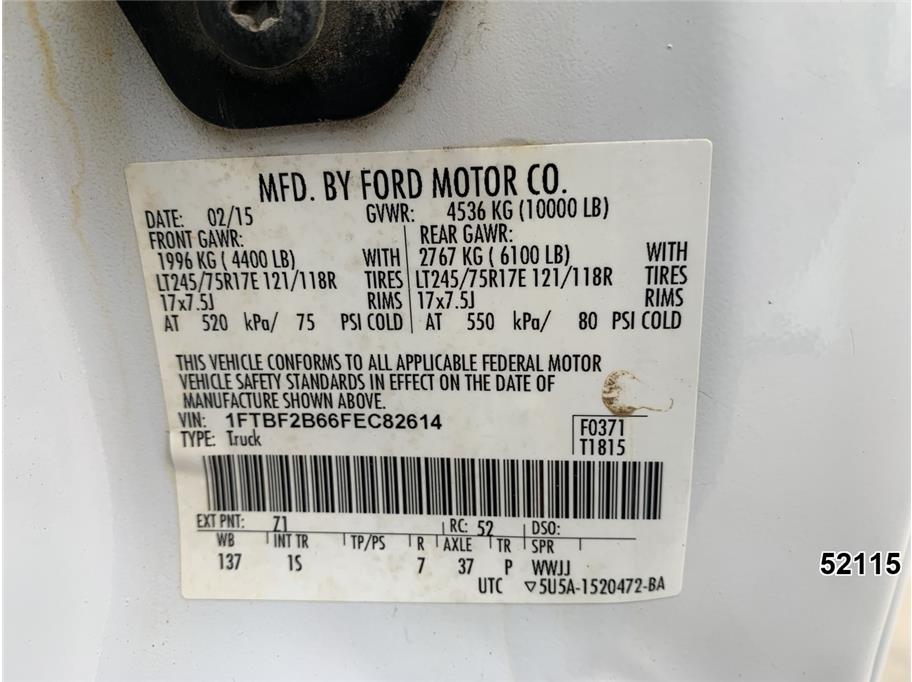 MFD. BY FORD MOTOR CO.
DATE: 02/15 GVWR: 4536 KG (10000 LB)
FRONT GAWR: REAR GAWR:
1996 KG ( 4400 LB) WITH 2767 KG ( 6100 LB) WITH
LT245/75R17E 121/118R TIRES LT245/75R17E 121/118R TIRES
17x7.5J RIMS 17x7.5J RIMS
AT 520 kPa/ 75 PSI COLD AT 550 kPa/ 80 PSI COLD
THIS VEHICLE CONFORMS TO ALL APPLICABLE FEDERAL MOTOR
VEHICLE SAFETY STANDARDS IN EFFECT ON THE DATE OF
MANUFACTURE SHOWN ABOVE.
VIN: 1FTBF2B66FEC82614 F0371
TYPE: Truck T1815
EXT PNT: Z1 RC: 52 DSO:
WB INT TR TP/PS R AXLE TR SPR
137 1S 7 37 P WWJJ
UTC ▽5U5A-1520472-BA
52115